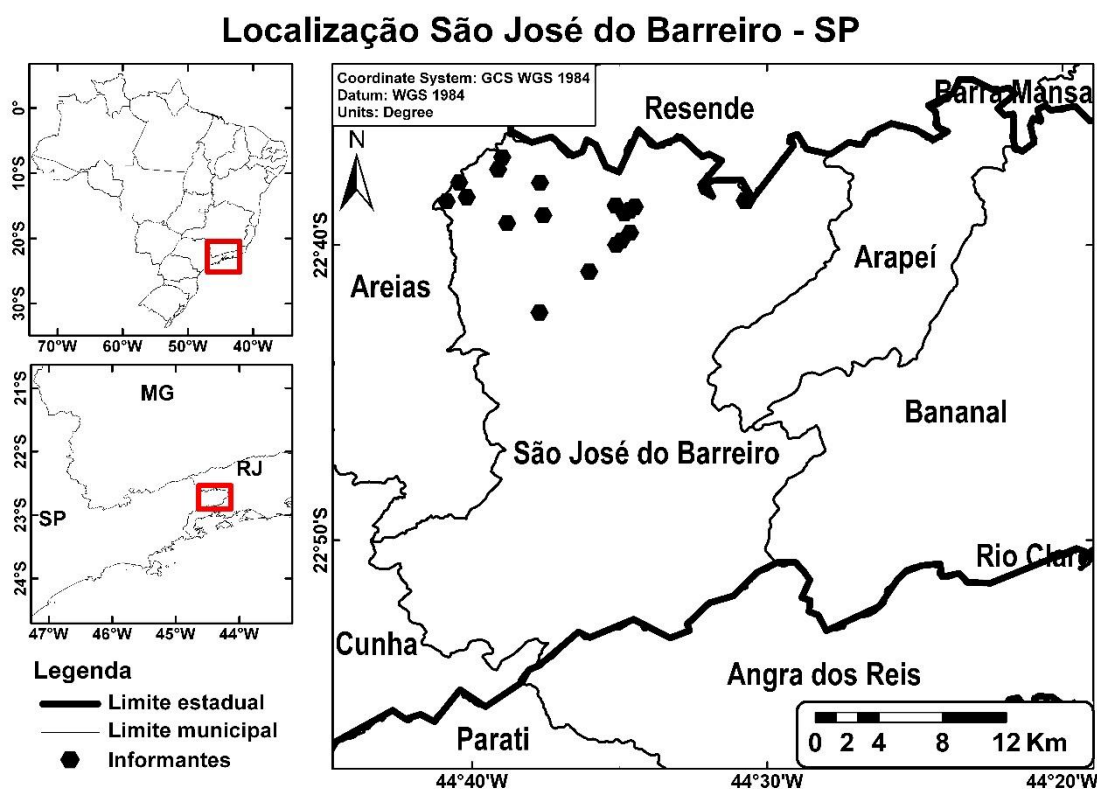 Localização São José do Barreiro - SP
0°
10°S
20°S
30°S
70°W 60°W 50°W 40°W
21°S
22°S
23°S
24°S
MG
RJ
SP
47°W 46°W 45°W 44°W
Legenda
Limite estadual
Limite municipal
Informantes
Coordinate System: GCS WGS 1984
Datum: WGS 1984
Units: Degree
N
Resende
Barra Mansa
22°40'S
Areias
Arapeí
Bananal
São José do Barreiro
22°50'S
Rio Claro
Cunha
Angra dos Reis
Parati
0 2 4 8 12 Km
44°40'W 44°30'W 44°20'W